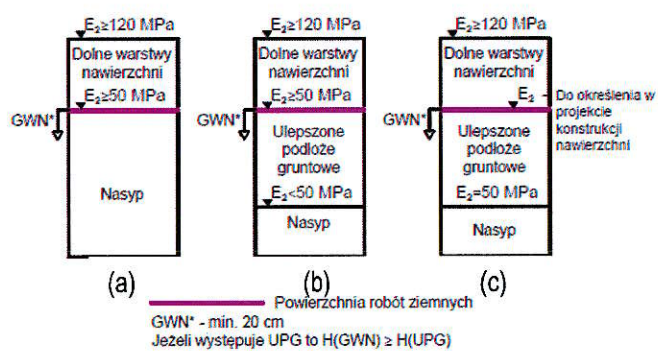 E₂≥120 MPa
Dolne warstwy
nawierzchni
E₂≥50 MPa
GWN*
Nasyp
(a)
E₂≥120 MPa
Dolne warstwy
nawierzchni
E₂≥50 MPa
GWN*
Ulepszone
podłoże
gruntowe
E₂<50 MPa
Nasyp
(b)
E₂≥120 MPa
Dolne warstwy
nawierzchni
E₂ - Do określenia w
projekcie
konstrukcji
nawierzchni
GWN*
Ulepszone
podłoże
gruntowe
E₂=50 MPa
Nasyp
(c)
Powierzchnia robót ziemnych
GWN* - min. 20 cm
Jeżeli występuje UPG to H(GWN) ≥ H(UPG)